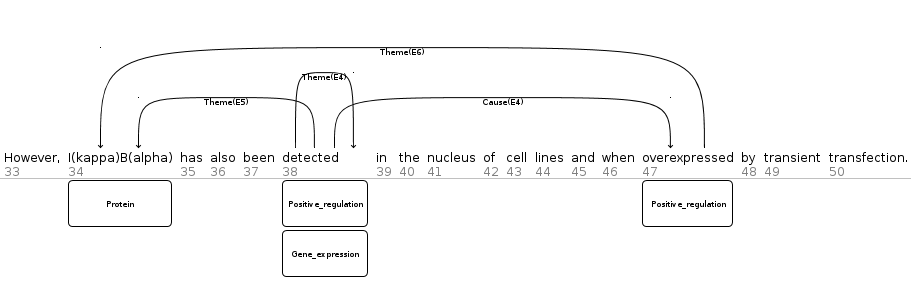 Theme(E6)
Theme(E4)
Theme(E5) Cause(E4)
However, I(kappa)B(alpha) has also been detected in the nucleus of cell lines and when overexpressed by transient transfection.
33 34 35 36 37 38 39 40 41 42 43 44 45 46 47 48 49 50
Protein Positive_regulation Positive_regulation
Gene_expression